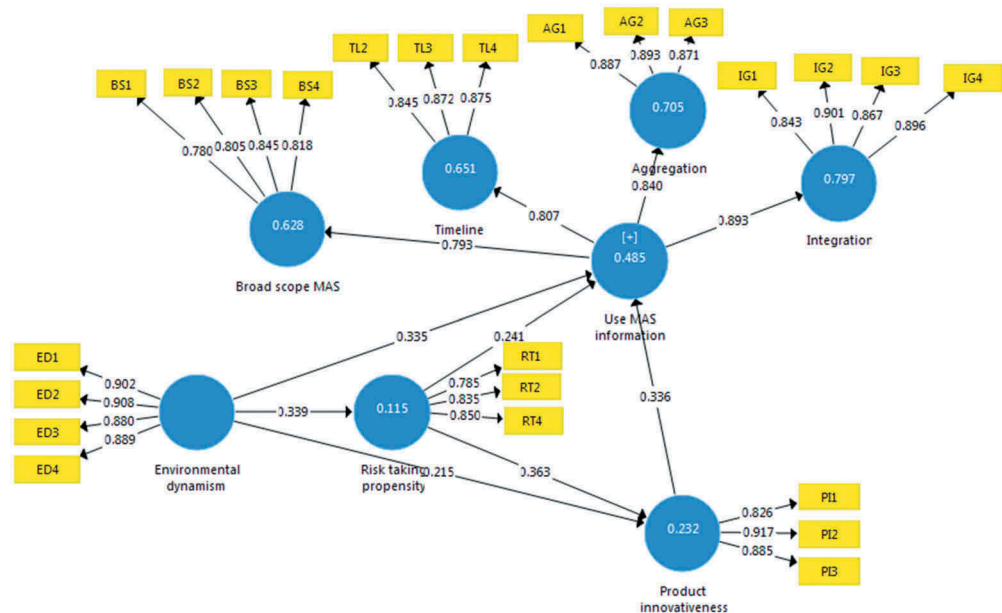 AG1
AG2
AG3
TL2
TL3
TL4
BS1
BS2
BS3
BS4
IG1
IG2
IG3
IG4
0.887
0.893
0.871
0.845
0.872
0.875
0.780
0.805
0.845
0.818
0.843
0.901
0.867
0.896
0.705
Aggregation
0.651
Timeline
0.797
Integration
0.628
Broad scope MAS
0.840
0.807
0.893
0.793
[+]
0.485
Use MAS
information
0.335
0.241
0.336
ED1
ED2
ED3
ED4
0.902
0.908
0.880
0.889
Environmental
dynamism
0.339
0.115
Risk taking
propensity
0.215
0.363
RT1
RT2
RT4
0.785
0.835
0.850
0.232
Product
innovativeness
0.826
0.917
0.885
PI1
PI2
PI3